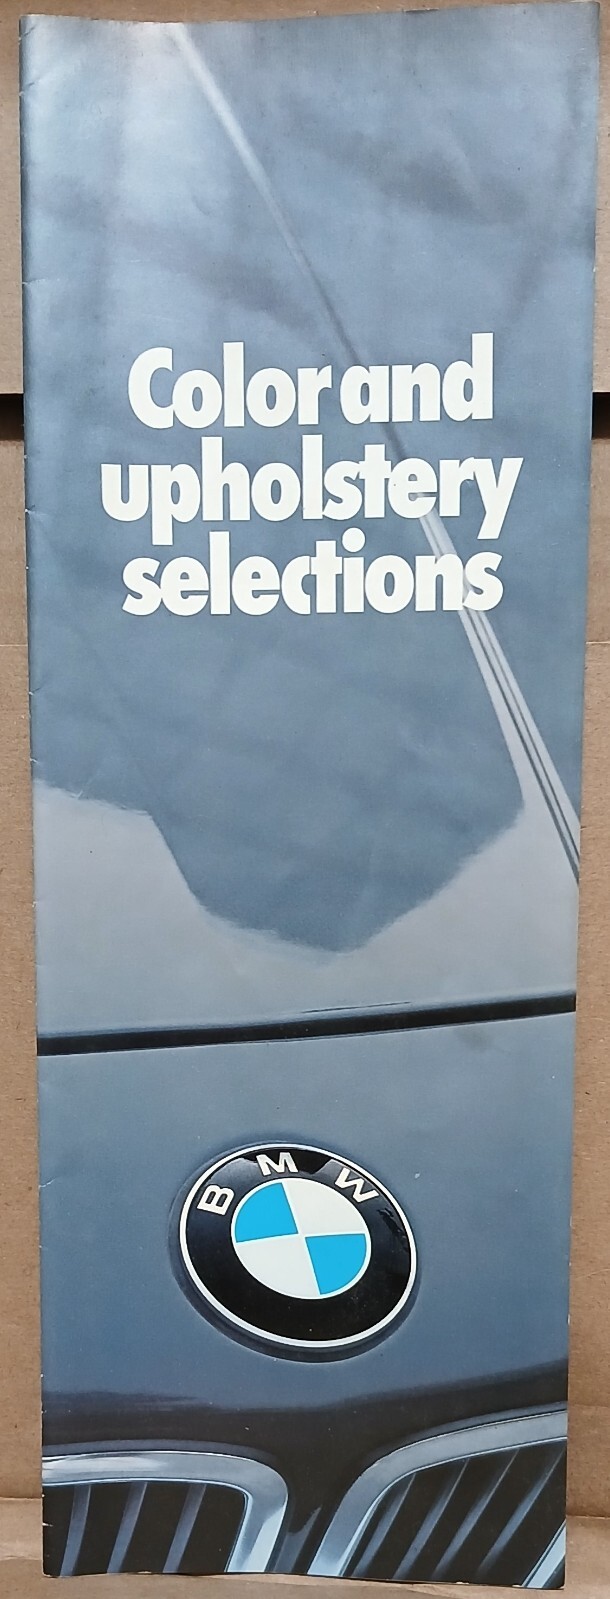 Color and
upholstery
selections
BMW